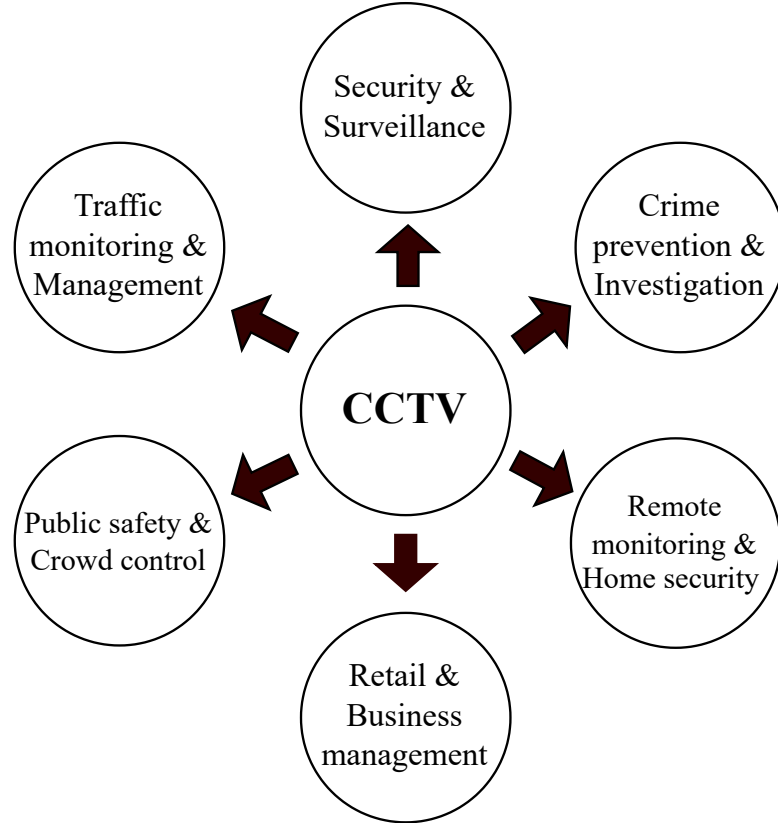 Security &
Surveillance
Traffic
monitoring &
Management
Crime
prevention &
Investigation
CCTV
Public safety &
Crowd control
Remote
monitoring &
Home security
Retail &
Business
management